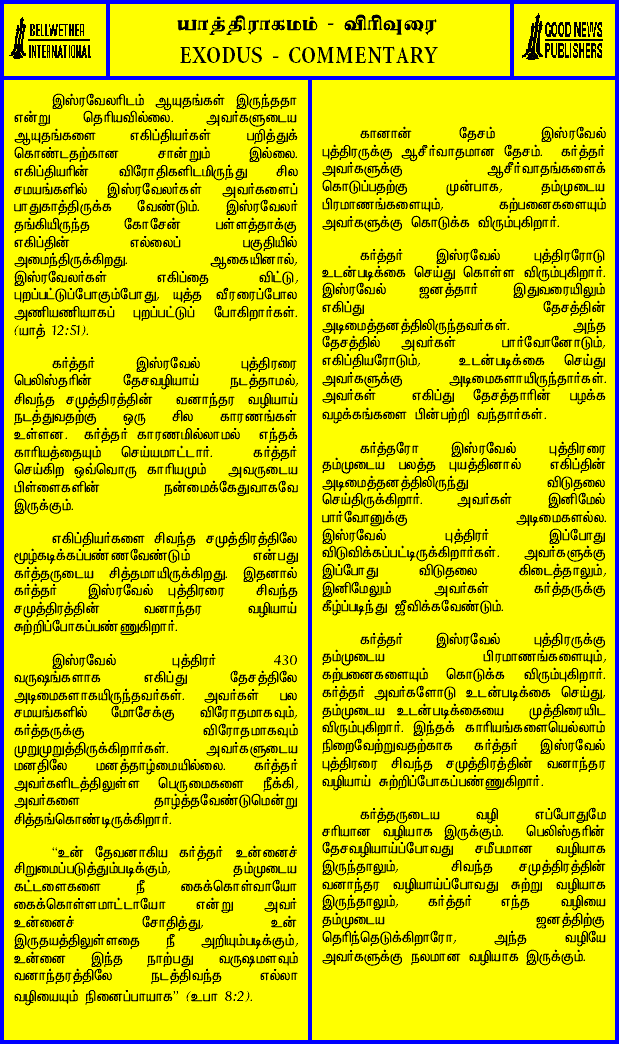 BELLWETHER
INTERNATIONAL
யாத்திராகமம் - விரிவுரை
EXODUS - COMMENTARY
GOOD NEWS
PUBLISHERS
இஸ்ரவேலரிடம் ஆயுதங்கள் இருந்ததா
என்று தெரியவில்லை. அவர்களுடைய
ஆயுதங்களை எகிப்தியர்கள் பறித்துக்
கொண்டதற்கான சான்றும் இல்லை.
எகிப்தியரின் விரோதிகளிடமிருந்து சில
சமயங்களில் இஸ்ரவேலர்கள் அவர்களைப்
பாதுகாத்திருக்க வேண்டும். இஸ்ரவேலர்
தங்கியிருந்த கோசேன் பள்ளத்தாக்கு
எகிப்தின் எல்லைப் பகுதியில்
அமைந்திருக்கிறது. ஆகையினால்,
இஸ்ரவேலர்கள் எகிப்தை விட்டு,
புறப்பட்டுப்போகும்போது, யுத்த வீரரைப்போல
அணியணியாகப் புறப்பட்டுப் போகிறார்கள்.
(யாத் 12:51).
கர்த்தர் இஸ்ரவேல் புத்திரரை
பெலிஸ்தரின் தேசவழியாய் நடத்தாமல்,
சிவந்த சமுத்திரத்தின் வனாந்தர வழியாய்
நடத்துவதற்கு ஒரு சில காரணங்கள்
உள்ளன. கர்த்தர் காரணமில்லாமல் எந்தக்
காரியத்தையும் செய்யமாட்டார். கர்த்தர்
செய்கிற ஒவ்வொரு காரியமும் அவருடைய
பிள்ளைகளின் நன்மைக்கேதுவாகவே
இருக்கும்.
எகிப்தியர்களை சிவந்த சமுத்திரத்திலே
மூழ்கடிக்கப்பண்ணவேண்டும் என்பது
கர்த்தருடைய சித்தமாயிருக்கிறது. இதனால்
கர்த்தர் இஸ்ரவேல் புத்திரரை சிவந்த
சமுத்திரத்தின் வனாந்தர வழியாய்
சுற்றிப்போகப்பண்ணுகிறார்.
இஸ்ரவேல் புத்திரர் 430
வருஷங்களாக எகிப்து தேசத்திலே
அடிமைகளாகயிருந்தவர்கள். அவர்கள் பல
சமயங்களில் மோசேக்கு விரோதமாகவும்,
கர்த்தருக்கு விரோதமாகவும்
முறுமுறுத்திருக்கிறார்கள். அவர்களுடைய
மனதிலே மனத்தாழ்மையில்லை. கர்த்தர்
அவர்களிடத்திலுள்ள பெருமைகளை நீக்கி,
அவர்களை தாழ்த்தவேண்டுமென்று
சித்தங்கொண்டிருக்கிறார்.
“உன் தேவனாகிய கர்த்தர் உன்னைச்
சிறுமைப்படுத்தும்படிக்கும், தம்முடைய
கட்டளைகளை நீ கைக்கொள்வாயோ
கைக்கொள்ளமாட்டாயோ என்று அவர்
உன்னைச் சோதித்து, உன்
இருதயத்திலுள்ளதை நீ அறியும்படிக்கும்,
உன்னை இந்த நாற்பது வருஷமளவும்
வனாந்தரத்திலே நடத்திவந்த எல்லா
வழியையும் நினைப்பாயாக” (உபா 8:2).
கானான் தேசம் இஸ்ரவேல்
புத்திரருக்கு ஆசீர்வாதமான தேசம். கர்த்தர்
அவர்களுக்கு ஆசீர்வாதங்களைக்
கொடுப்பதற்கு முன்பாக, தம்முடைய
பிரமாணங்களையும், கற்பனைகளையும்
அவர்களுக்கு கொடுக்க விரும்புகிறார்.
கர்த்தர் இஸ்ரவேல் புத்திரரோடு
உடன்படிக்கை செய்து கொள்ள விரும்புகிறார்.
இஸ்ரவேல் ஜனத்தார் இதுவரையிலும்
எகிப்து தேசத்தின்
அடிமைத்தனத்திலிருந்தவர்கள். அந்த
தேசத்தில் அவர்கள் பார்வோனோடும்,
எகிப்தியரோடும், உடன்படிக்கை செய்து
அவர்களுக்கு அடிமைகளாயிருந்தார்கள்.
அவர்கள் எகிப்து தேசத்தாரின் பழக்க
வழக்கங்களை பின்பற்றி வந்தார்கள்.
கர்த்தரோ இஸ்ரவேல் புத்திரரை
தம்முடைய பலத்த புயத்தினால் எகிப்தின்
அடிமைத்தனத்திலிருந்து விடுதலை
செய்திருக்கிறார். அவர்கள் இனிமேல்
பார்வோனுக்கு அடிமைகளல்ல.
இஸ்ரவேல் புத்திரர் இப்போது
விடுவிக்கப்பட்டிருக்கிறார்கள். அவர்களுக்கு
இப்போது விடுதலை கிடைத்தாலும்,
இனிமேலும் அவர்கள் கர்த்தருக்கு
கீழ்ப்படிந்து ஜீவிக்கவேண்டும்.
கர்த்தர் இஸ்ரவேல் புத்திரருக்கு
தம்முடைய பிரமாணங்களையும்,
கற்பனைகளையும் கொடுக்க விரும்புகிறார்.
கர்த்தர் அவர்களோடு உடன்படிக்கை செய்து,
தம்முடைய உடன்படிக்கையை முத்திரையிட
விரும்புகிறார். இந்தக் காரியங்களையெல்லாம்
நிறைவேற்றுவதற்காக கர்த்தர் இஸ்ரவேல்
புத்திரரை சிவந்த சமுத்திரத்தின் வனாந்தர
வழியாய் சுற்றிப்போகப்பண்ணுகிறார்.
கர்த்தருடைய வழி எப்போதுமே
சரியான வழியாக இருக்கும். பெலிஸ்தரின்
தேசவழியாய்ப்போவது சமீபமான வழியாக
இருந்தாலும், சிவந்த சமுத்திரத்தின்
வனாந்தர வழியாய்ப்போவது சுற்று வழியாக
இருந்தாலும், கர்த்தர் எந்த வழியை
தம்முடைய ஜனத்திற்கு
தெரிந்தெடுக்கிறாரோ, அந்த வழியே
அவர்களுக்கு நலமான வழியாக இருக்கும்.